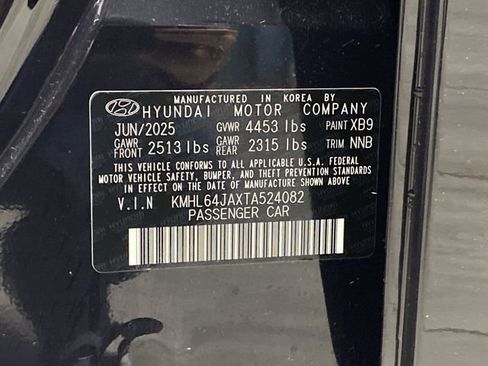 MANUFACTURED IN KOREA BY
HYUNDAI MOTOR COMPANY
JUN/2025 GVWR 4453 lbs PAINT XB9
GAWR FRONT 2513 lbs GAWR REAR 2315 lbs TRIM NNB
THIS VEHICLE CONFORMS TO ALL APPLICABLE U.S.A. FEDERAL
MOTOR VEHICLE SAFETY, BUMPER, AND THEFT PREVENTION STANDARDS
IN EFFECT ON THE DATE OF MANUFACTURE SHOWN ABOVE.
V.I.N KMHL64JAXTA524082
PASSENGER CAR